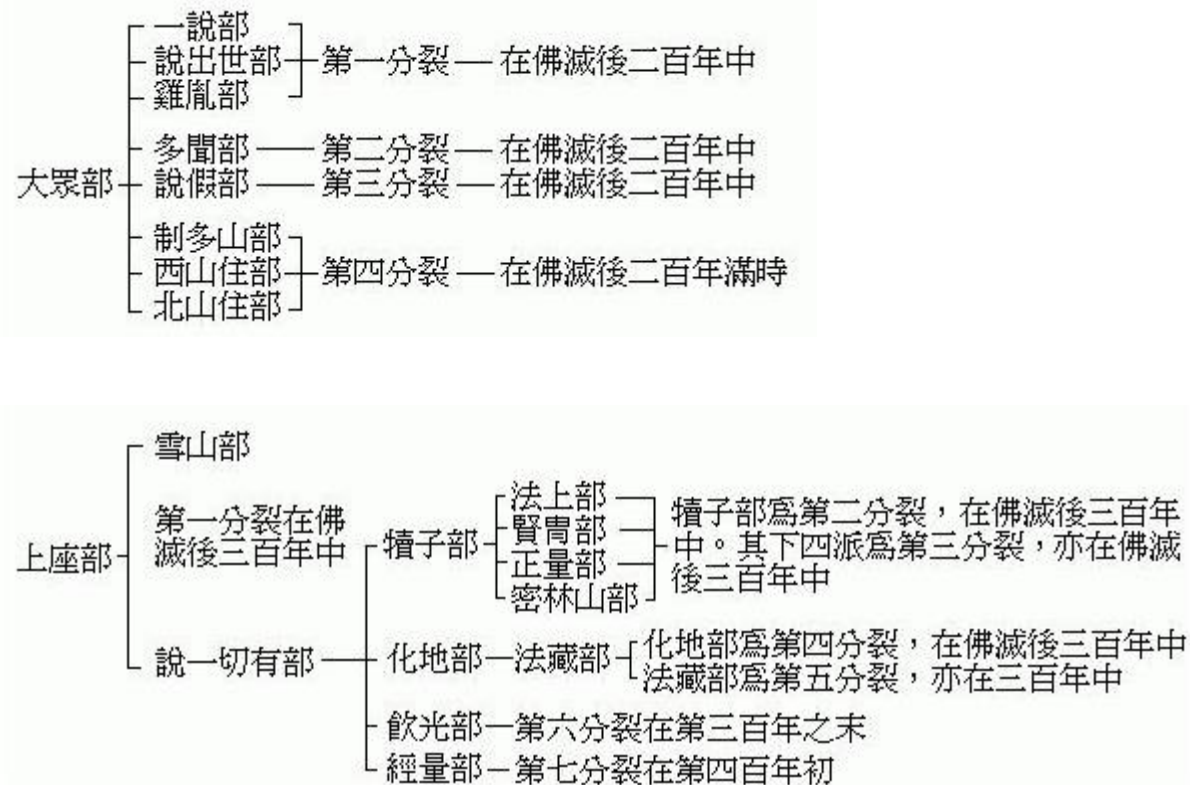 一說部
說出世部
第一分裂
在佛滅後二百年中
雞胤部
多聞部
第二分裂
在佛滅後二百年中
大眾部
說假部
第三分裂
在佛滅後二百年中
制多山部
西山住部
第四分裂
在佛滅後二百年滿時
北山住部
雪山部
上座部
第一分裂在佛
滅後三百年中
犢子部
法上部
賢冑部
正量部
密林山部
犢子部爲第二分裂，在佛滅後三百年
中。其下四派爲第三分裂，亦在佛滅
後三百年中
說一切有部
化地部
法藏部
化地部爲第四分裂，在佛滅後三百年中
法藏部爲第五分裂，亦在三百年中
飲光部
第六分裂在第三百年之末
經量部
第七分裂在第四百年初